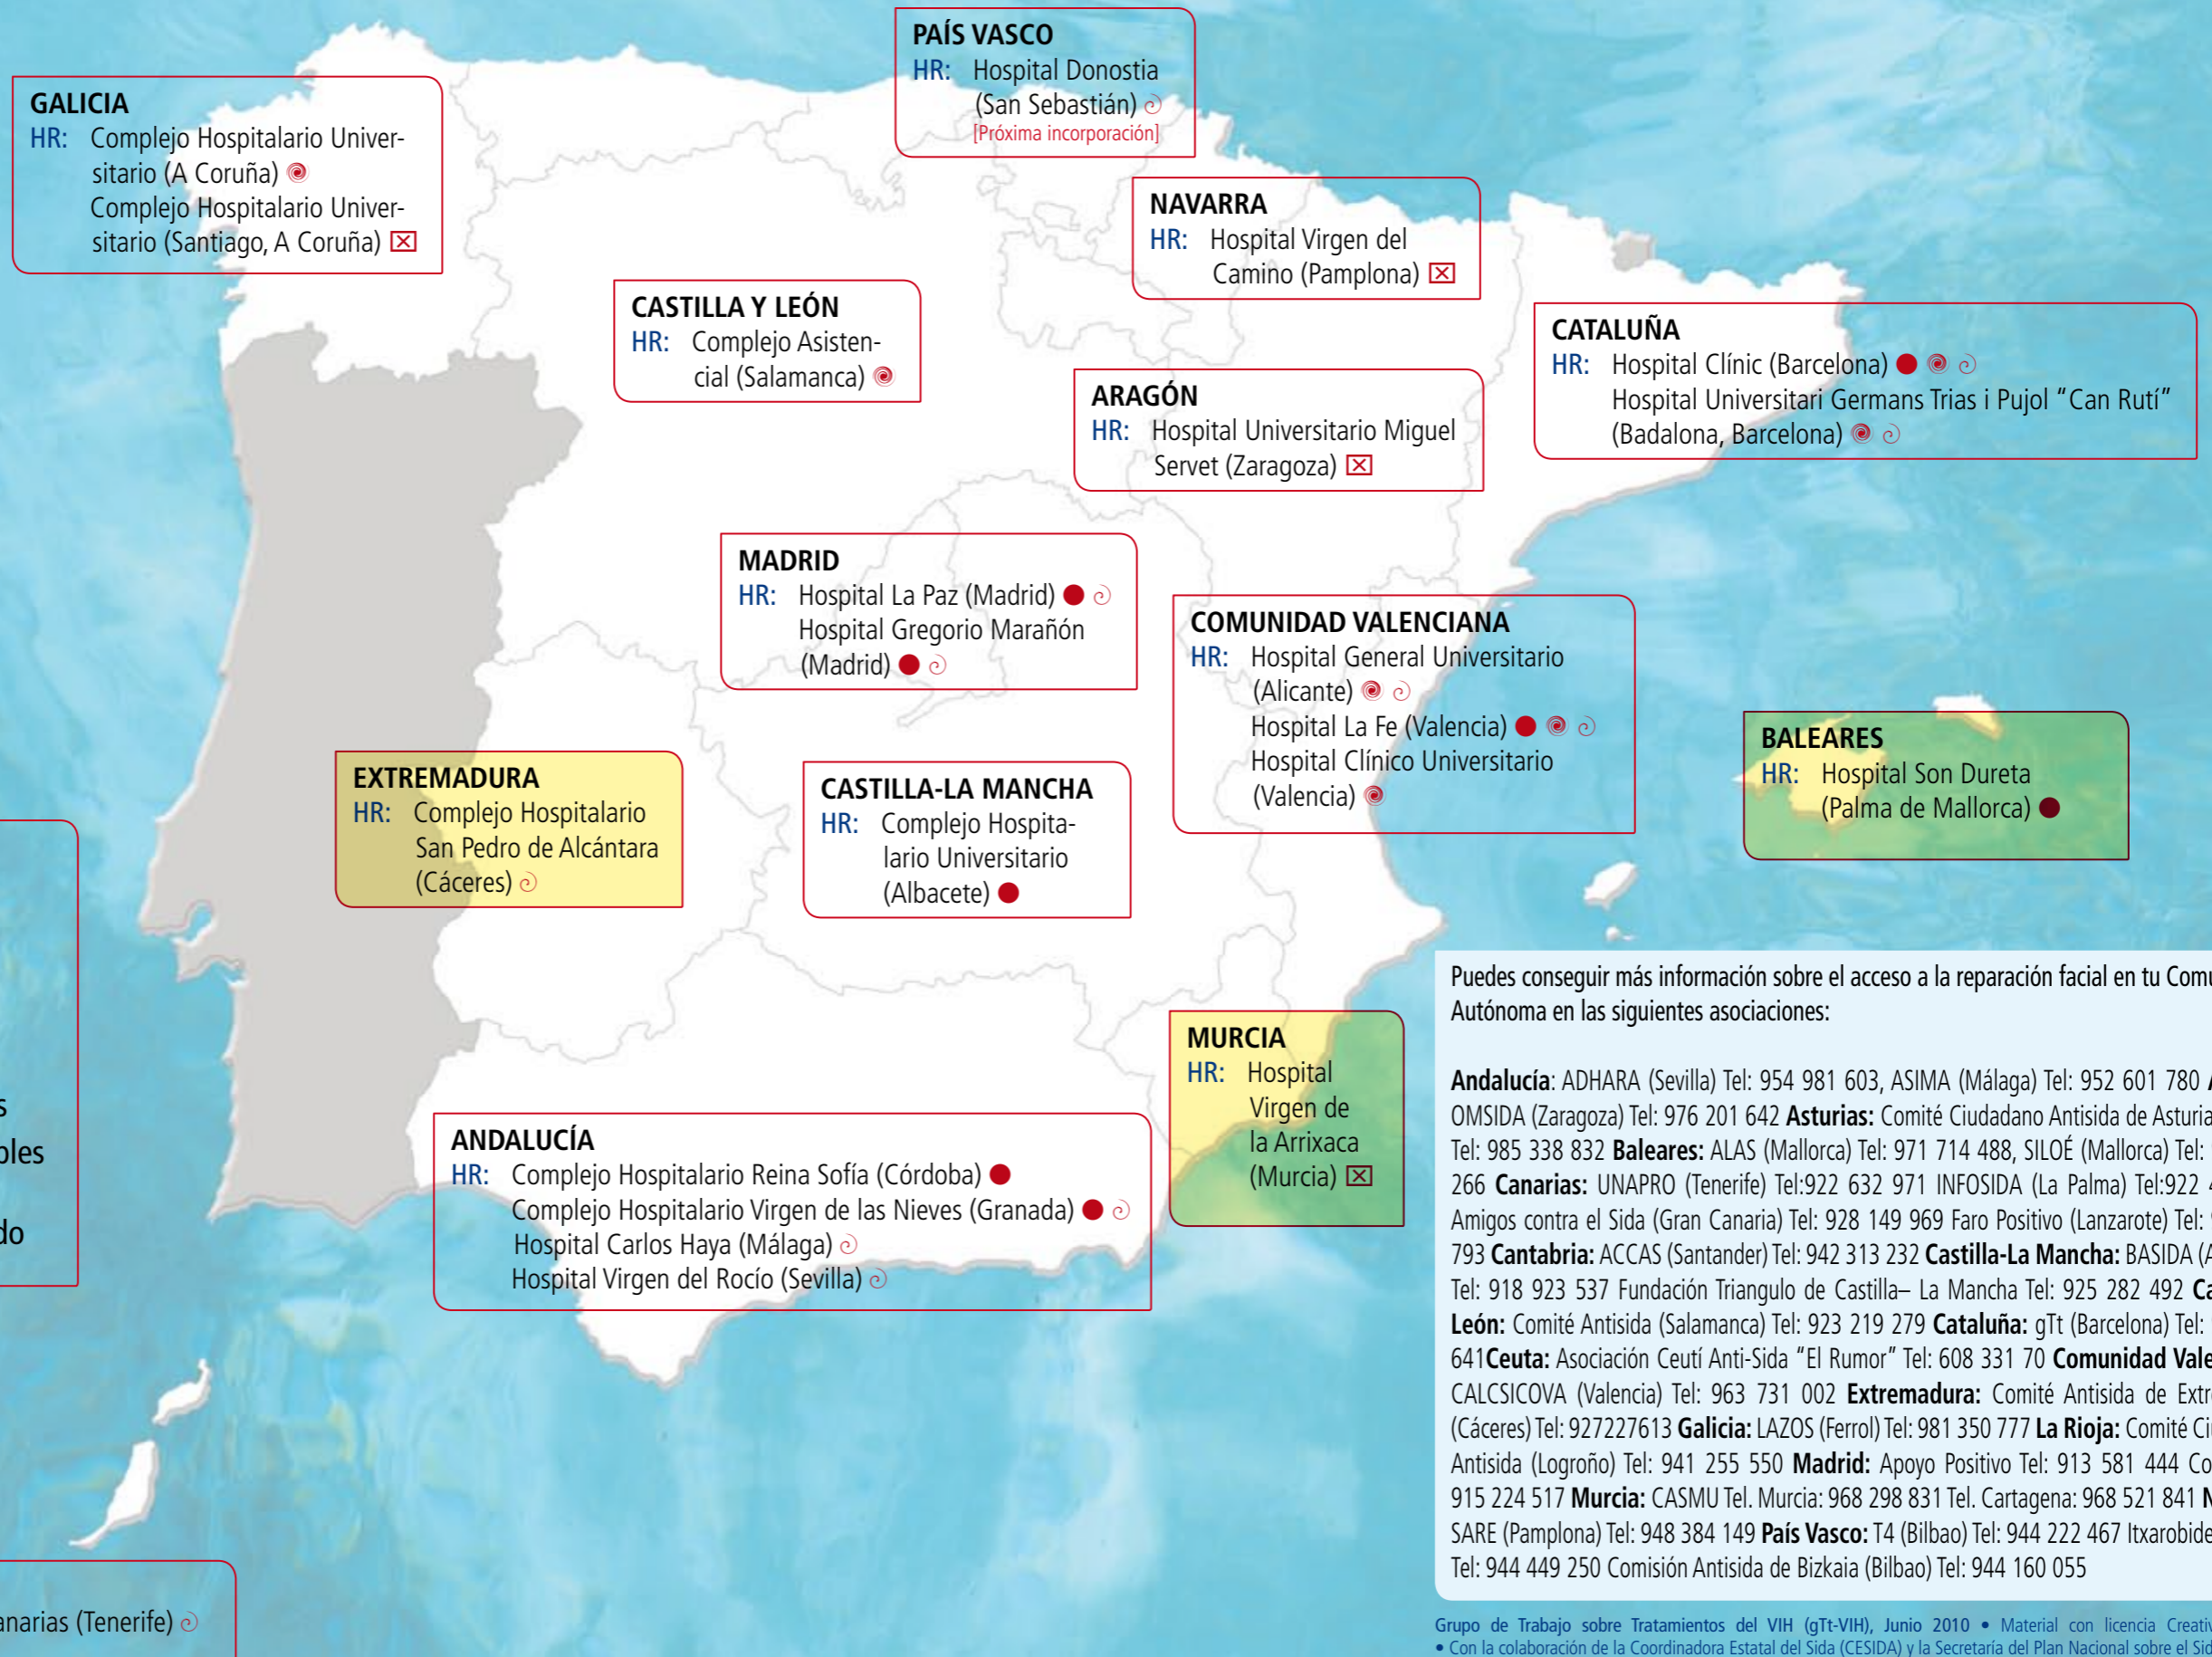 PAÍS VASCO
HR: Hospital Donostia
(San Sebastián)
[Próxima incorporación]
GALICIA
HR: Complejo Hospitalario Univer-
sitario (A Coruña)
Complejo Hospitalario Univer-
sitario (Santiago, A Coruña)
NAVARRA
HR: Hospital Virgen del
Camino (Pamplona)
CASTILLA Y LEÓN
HR: Complejo Asisten-
cial (Salamanca)
CATALUÑA
HR: Hospital Clínic (Barcelona)
Hospital Universitari Germans Trias i Pujol “Can Rutí”
(Badalona, Barcelona)
ARAGÓN
HR: Hospital Universitario Miguel
Servet (Zaragoza)
MADRID
HR: Hospital La Paz (Madrid)
Hospital Gregorio Marañón
(Madrid)
COMUNIDAD VALENCIANA
HR: Hospital General Universitario
(Alicante)
Hospital La Fe (Valencia)
Hospital Clínico Universitario
(Valencia)
BALEARES
HR: Hospital Son Dureta
(Palma de Mallorca)
EXTREMADURA
HR: Complejo Hospitalario
San Pedro de Alcántara
(Cáceres)
CASTILLA-LA MANCHA
HR: Complejo Hospita-
lario Universitario
(Albacete)
MURCIA
HR: Hospital
Virgen de
la Arrixaca
(Murcia)
ANDALUCÍA
HR: Complejo Hospitalario Reina Sofía (Córdoba)
Complejo Hospitalario Virgen de las Nieves (Granada)
Hospital Carlos Haya (Málaga)
Hospital Virgen del Rocío (Sevilla)
s
bles
do
anarias (Tenerife)
Puedes conseguir más información sobre el acceso a la reparación facial en tu Comu
Autónoma en las siguientes asociaciones:
Andalucía: ADHARA (Sevilla) Tel: 954 981 603, ASIMA (Málaga) Tel: 952 601 780 A
OMSIDA (Zaragoza) Tel: 976 201 642 Asturias: Comité Ciudadano Antisida de Asturia
Tel: 985 338 832 Baleares: ALAS (Mallorca) Tel: 971 714 488, SILOÉ (Mallorca) Tel:
266 Canarias: UNAPRO (Tenerife) Tel:922 632 971 INFOSIDA (La Palma) Tel:922 4
Amigos contra el Sida (Gran Canaria) Tel: 928 149 969 Faro Positivo (Lanzarote) Tel:
793 Cantabria: ACCAS (Santander) Tel: 942 313 232 Castilla-La Mancha: BASIDA (A
Tel: 918 923 537 Fundación Triangulo de Castilla– La Mancha Tel: 925 282 492 Ca
León: Comité Antisida (Salamanca) Tel: 923 219 279 Cataluña: gTt (Barcelona) Tel:
641Ceuta: Asociación Ceutí Anti-Sida “El Rumor” Tel: 608 331 70 Comunidad Vale
CALCSICOVA (Valencia) Tel: 963 731 002 Extremadura: Comité Antisida de Extr
(Cáceres) Tel: 927227613 Galicia: LAZOS (Ferrol) Tel: 981 350 777 La Rioja: Comité Ci
Antisida (Logroño) Tel: 941 255 550 Madrid: Apoyo Positivo Tel: 913 581 444 Co
915 224 517 Murcia: CASMU Tel. Murcia: 968 298 831 Tel. Cartagena: 968 521 841 N
SARE (Pamplona) Tel: 948 384 149 País Vasco: T4 (Bilbao) Tel: 944 222 467 Itxarobide
Tel: 944 449 250 Comisión Antisida de Bizkaia (Bilbao) Tel: 944 160 055
Grupo de Trabajo sobre Tratamientos del VIH (gTt-VIH), Junio 2010 • Material con licencia Creativ
• Con la colaboración de la Coordinadora Estatal del Sida (CESIDA) y la Secretaría del Plan Nacional sobre el Sid